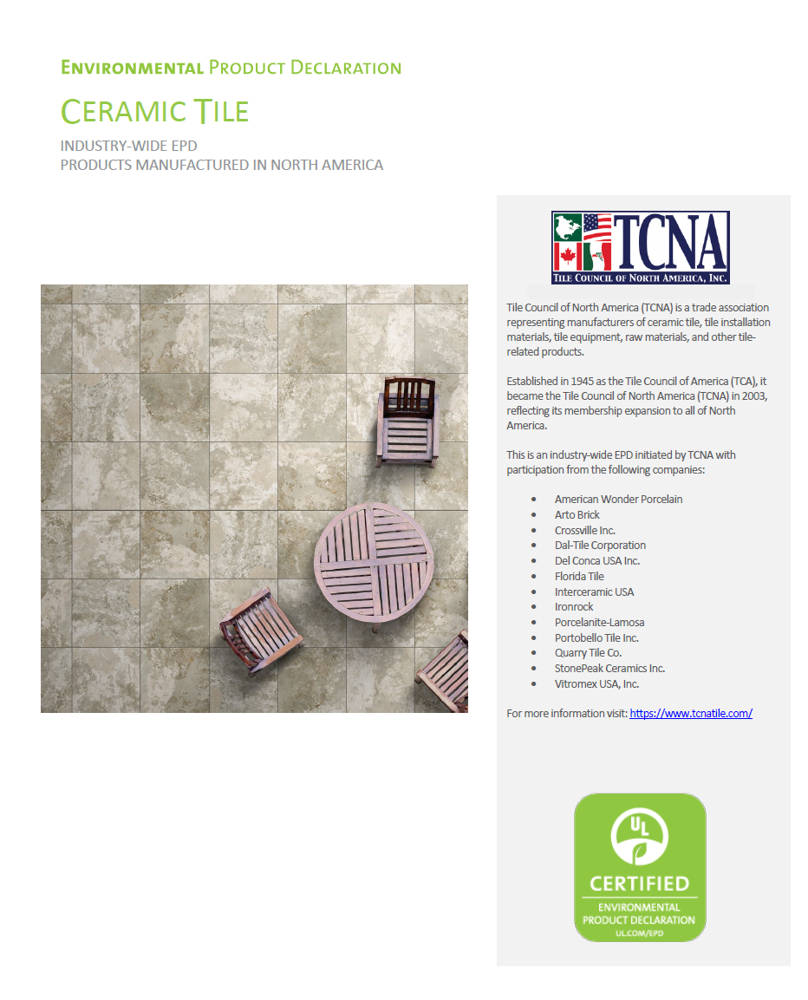 ENVIRONMENTAL PRODUCT DECLARATION
CERAMIC TILE
INDUSTRY-WIDE EPD
PRODUCTS MANUFACTURED IN NORTH AMERICA
TCNA
TILE COUNCIL OF NORTH AMERICA, INC.
Tile Council of North America (TCNA) is a trade association
representing manufacturers of ceramic tile, tile installation
materials, tile equipment, raw materials, and other tile-
related products.
Established in 1945 as the Tile Council of America (TCA), it
became the Tile Council of North America (TCNA) in 2003,
reflecting its membership expansion to all of North
America.
This is an industry-wide EPD initiated by TCNA with
participation from the following companies:
• American Wonder Porcelain
• Arto Brick
• Crossville Inc.
• Dal-Tile Corporation
• Del Conca USA Inc.
• Florida Tile
• Interceramic USA
• Ironrock
• Porcelanite-Lamosa
• Portobello Tile Inc.
• Quarry Tile Co.
• StonePeak Ceramics Inc.
• Vitromex USA, Inc.
For more information visit: https://www.tcnatile.com/
UL
CERTIFIED
ENVIRONMENTAL
PRODUCT DECLARATION
UL.COM/EPD